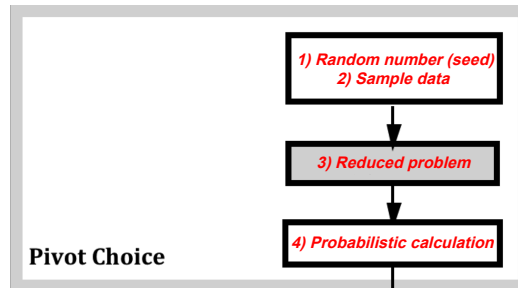 1) Random number (seed)
2) Sample data
3) Reduced problem
4) Probabilistic calculation
Pivot Choice